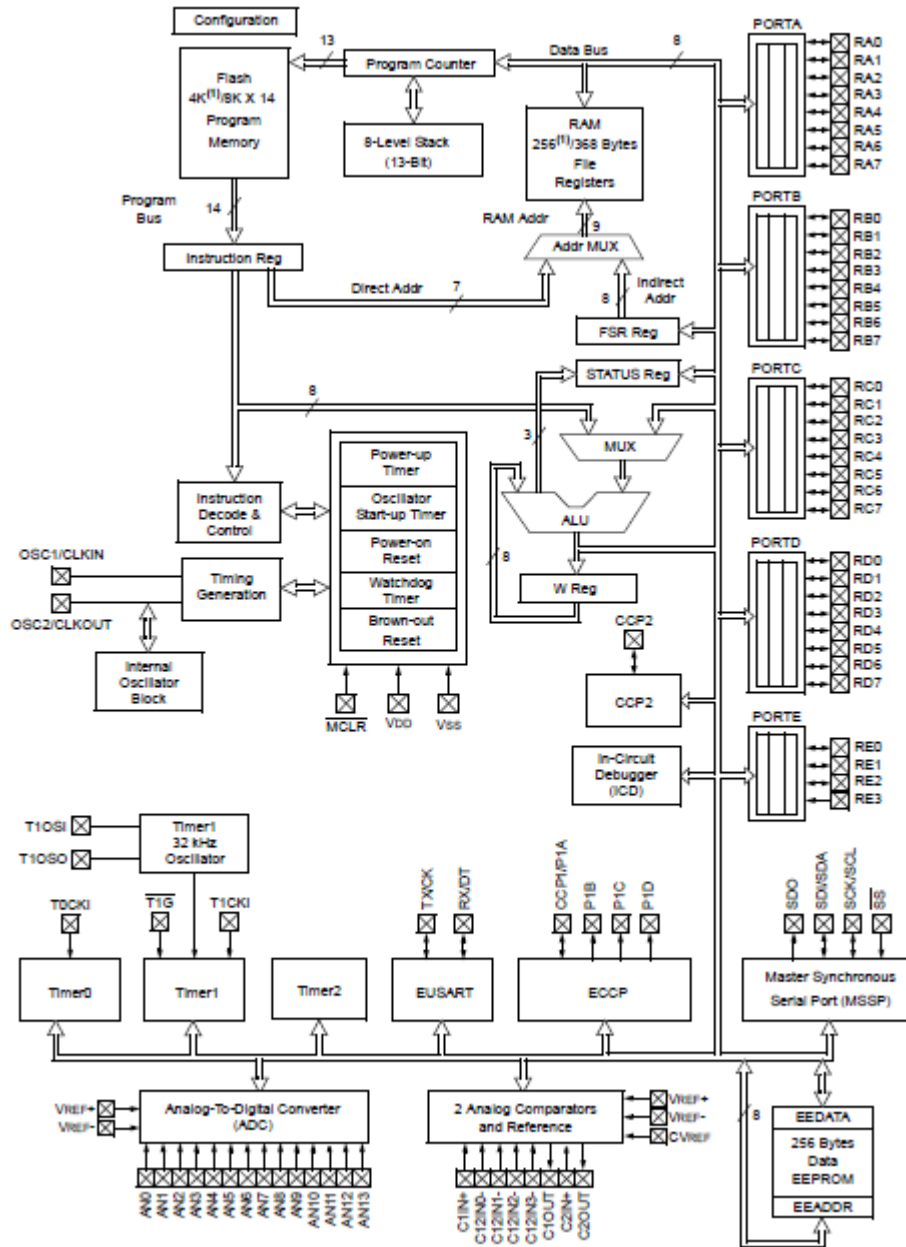 Configuration
13
Program Counter
Data Bus
8
PORTA
Flash
4K(1)/8K X 14
Program
Memory
8-Level Stack
(13-Bit)
RAM
256(1)/368 Bytes
File
Registers
RA0
RA1
RA2
RA3
RA4
RA5
RA6
RA7
Program
Bus
14
RAM Addr
9
Addr MUX
PORTB
RB0
RB1
RB2
RB3
RB4
RB5
RB6
RB7
Instruction Reg
Direct Addr
7
8
Indirect
Addr
FSR Reg
STATUS Reg
8
3
MUX
PORTC
RC0
RC1
RC2
RC3
RC4
RC5
RC6
RC7
Instruction
Decode &
Control
Power-up
Timer
Oscillator
Start-up Timer
Power-on
Reset
Watchdog
Timer
Brown-out
Reset
ALU
8
W Reg
OSC1/CLKIN
OSC2/CLKOUT
Timing
Generation
Internal
Oscillator
Block
MCLR
VDD
VSS
PORTD
RD0
RD1
RD2
RD3
RD4
RD5
RD6
RD7
CCP2
CCP2
In-Circuit
Debugger
(ICD)
PORTE
RE0
RE1
RE2
RE3
T1OSI
T1OSO
Timer1
32 kHz
Oscillator
T0CKI
T1G
T1CKI
TX/CK
RX/DT
CCP1/P1A
P1B
P1C
P1D
SDO
SDI/SDA
SCK/SCL
SS
Timer0
Timer1
Timer2
EUSART
ECCP
Master Synchronous
Serial Port (MSSP)
VREF+
VREF-
Analog-To-Digital Converter
(ADC)
2 Analog Comparators
and Reference
VREF+
VREF-
CVREF
8
EEDATA
256 Bytes
Data
EEPROM
EEADDR
AN0
AN1
AN2
AN3
AN4
AN5
AN6
AN7
AN8
AN9
AN10
AN11
AN12
AN13
C1IN+
C12IN0-
C12IN1-
C12IN2-
C12IN3-
C1OUT
C2IN+
C2OUT